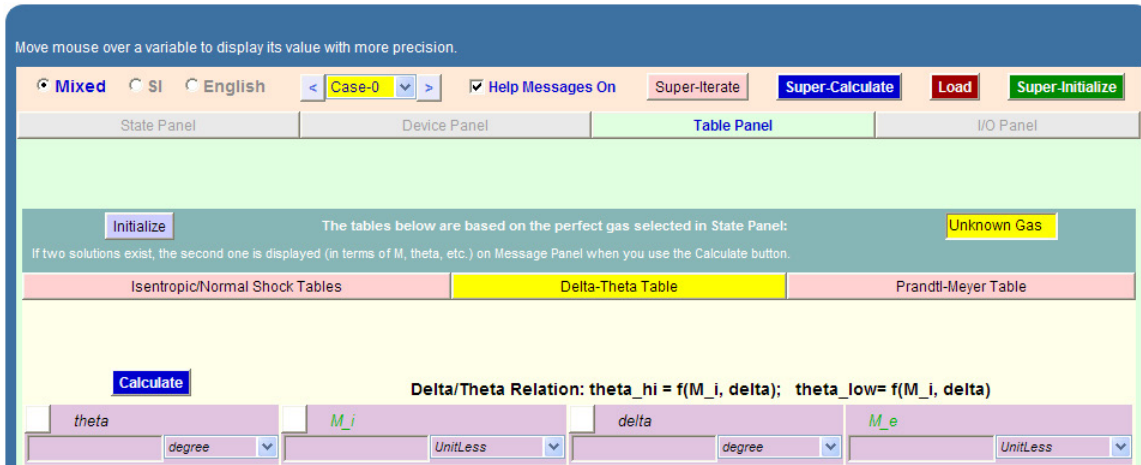 Move mouse over a variable to display its value with more precision.
Mixed SI English < Case-0 > Help Messages On Super-Iterate Super-Calculate Load Super-Initialize
State Panel Device Panel Table Panel I/O Panel
Initialize The tables below are based on the perfect gas selected in State Panel: Unknown Gas
If two solutions exist, the second one is displayed (in terms of M, theta, etc.) on Message Panel when you use the Calculate button.
Isentropic/Normal Shock Tables Delta-Theta Table Prandtl-Meyer Table
Calculate Delta/Theta Relation: theta_hi = f(M_i, delta); theta_low= f(M_i, delta)
theta M_i delta M_e
degree UnitLess degree UnitLess